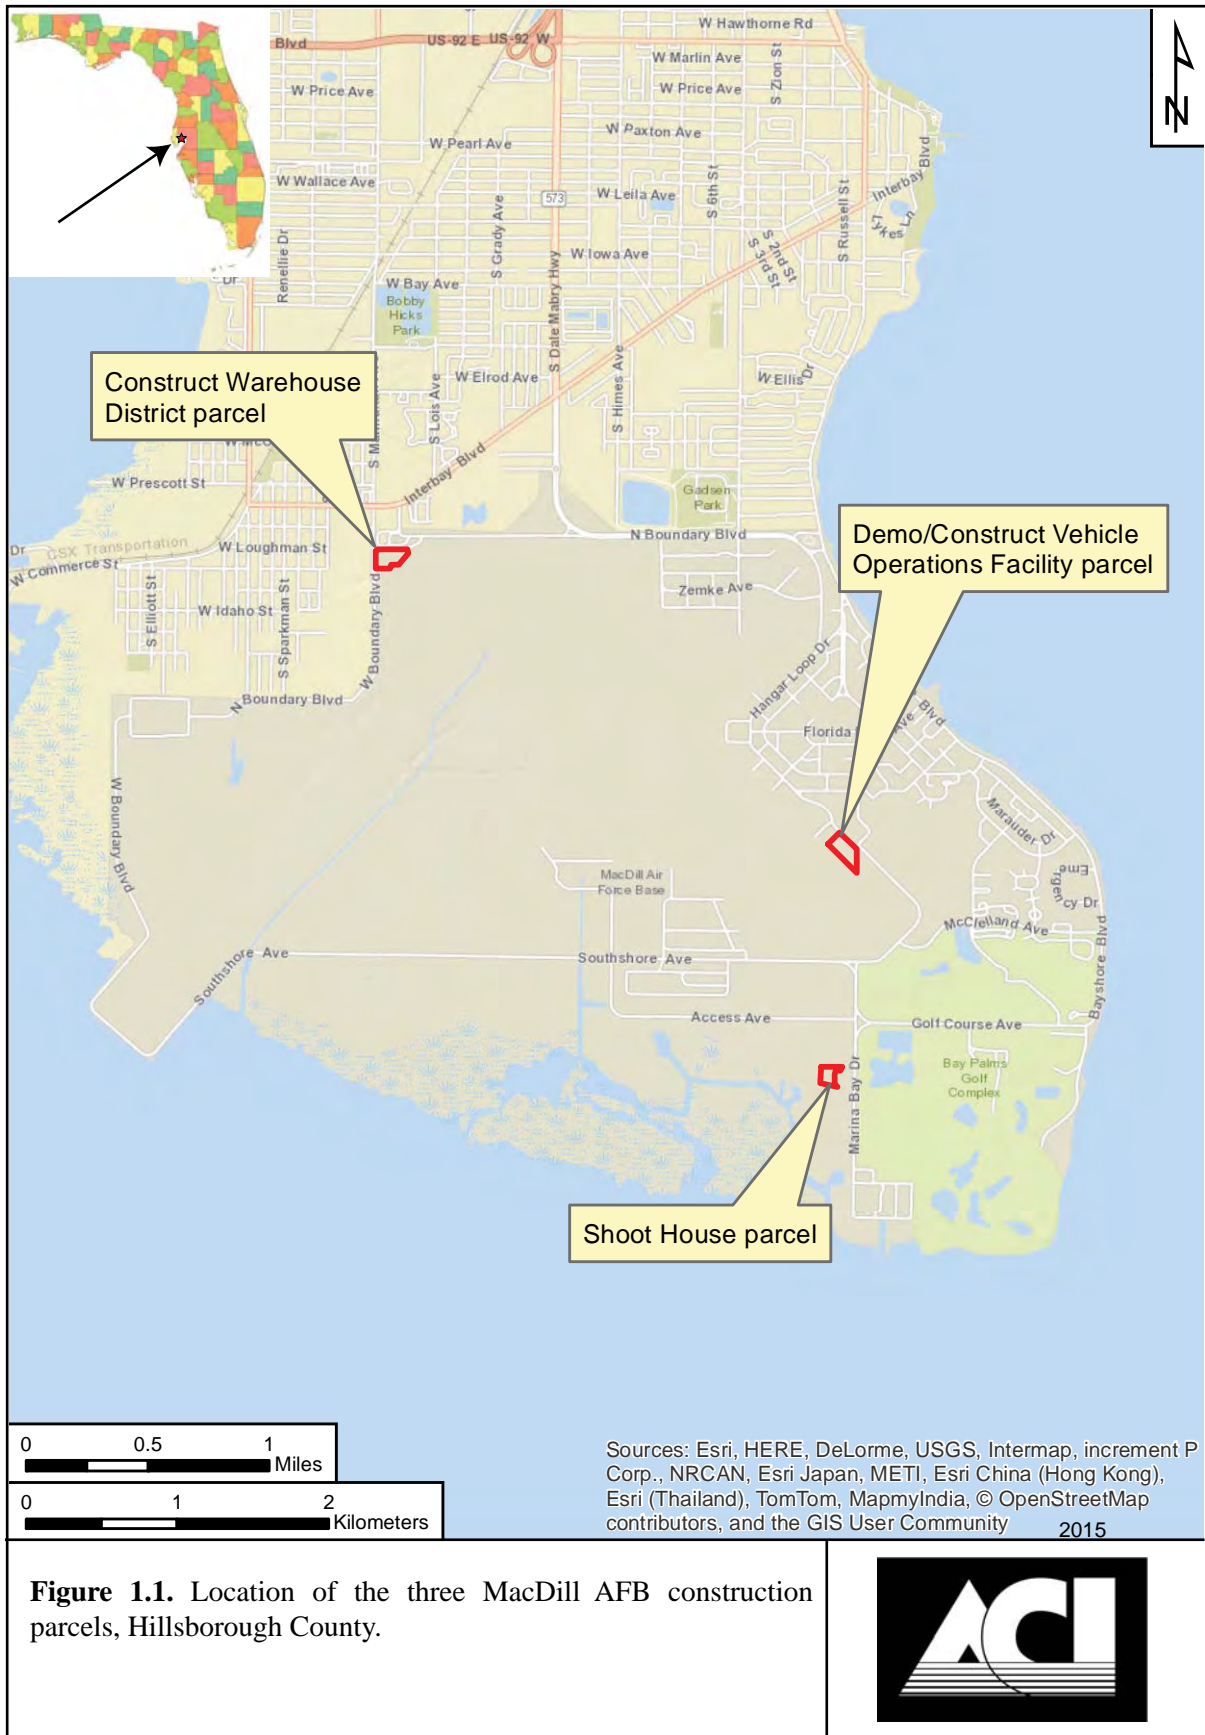 W Hawthorne Rd
Blvd
US-92 E
US-92 W
W Marlin Ave
S Zion St
W Price Ave
W Price Ave
W Paxton Ave
W Pearl Ave
Interbay Blvd
W Wallace Ave
573
W Leila Ave
S 6th St
S Russell St
Lykes Ln
S Grady Ave
S 2nd St
S 3rd St
Renellie Dr
W Iowa Ave
Dr
W Bay Ave
Bobby
Hicks
Park
S Dale Mabry Hwy
N
Construct Warehouse
District parcel
W Elrod Ave
W Ellis Dr
S Lois Ave
S Himes Ave
W Prescott St
Interbay Blvd
Gadsen
Park
Dr
CSX Transportation
W Loughman St
N Boundary Blvd
Demo/Construct Vehicle
Operations Facility parcel
W Commerce St
Zemke Ave
S Elliott St
W Idaho St
S Sparkman St
W Boundary Blvd
Hangar Loop Dr
N Boundary Blvd
Blvd
Florida
Ave
W Boundary Blvd
Marauder Dr
MacDill Air
Force Base
Emergency Dr
McClelland Ave
Southshore Ave
Southshore Ave
Bayshore Blvd
Access Ave
Golf Course Ave
Marina Bay Dr
Bay Palms
Golf
Complex
Shoot House parcel
0 0.5 1
Miles
0 1 2
Kilometers
Sources: Esri, HERE, DeLorme, USGS, Intermap, increment P
Corp., NRCAN, Esri Japan, METI, Esri China (Hong Kong),
Esri (Thailand), TomTom, MapmyIndia, © OpenStreetMap
contributors, and the GIS User Community
2015
Figure 1.1. Location of the three MacDill AFB construction
parcels, Hillsborough County.
ACI